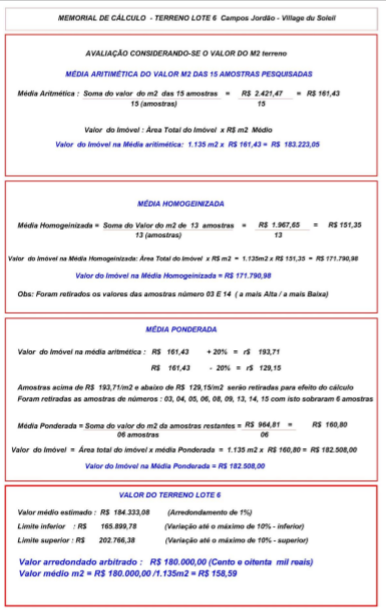 MEMORIAL DE CÁLCULO - TERRENO LOTE 6 Campos Jordão - Village du Soleil
AVALIAÇÃO CONSIDERANDO-SE O VALOR DO M2 terreno
MÉDIA ARITMÉTICA DO VALOR M2 DAS 15 AMOSTRAS PESQUISADAS
Média Aritmética : Soma do valor do m2 das 15 amostras = R$ 2.421,47 = R$ 161,43
15 (amostras) 15
Valor do Imóvel : Área Total do Imóvel x R$ m2 Médio
Valor do Imóvel na Média aritimética: 1.135 m2 x R$ 161,43 = R$ 183.223,05
MÉDIA HOMOGEINIZADA
Média Homogeinizada = Soma do Valor do m2 de 13 amostras = R$ 1.967,65 = R$ 151,35
13 (amostras) 13
Valor do Imóvel na Média Homogeinizada: Área Total do Imóvel x R$ m2 = 1.135m2 x R$ 151,35 = R$ 171.790,98
Valor do Imóvel na Média Homogeinizada = R$ 171.790,98
Obs: Foram retirados os valores das amostras número 03 E 14 ( a mais Alta / a mais Baixa)
MÉDIA PONDERADA
Valor do Imóvel na média aritmética : R$ 161,43 + 20% = r$ 193,71
R$ 161,43 - 20% = r$ 129,15
Amostras acima de R$ 193,71/m2 e abaixo de R$ 129,15/m2 serão retiradas para efeito do cálculo
Foram retiradas as amostras de números : 03, 04, 05, 06, 08, 09, 13, 14, 15 com isto sobraram 6 amostras
Média Ponderada = Soma do valor do m2 da amostras restantes = R$ 964,81 = R$ 160,80
06 amostras 06
Valor do Imóvel = Área total do imóvel x média Ponderada = 1.135 m2 x R$ 160,80 = R$ 182.508,00
Valor do Imóvel na Média Ponderada = R$ 182.508,00
VALOR DO TERRENO LOTE 6
Valor médio estimado : R$ 184.333,08 (Arredondamento de 1%)
Limite inferior : R$ 165.899,78 (Variação até o máximo de 10% - inferior)
Limite superior : R$ 202.766,38 (Variação até o máximo de 10% - superior)
Valor arredondado arbitrado : R$ 180.000,00 (Cento e oitenta mil reais)
Valor médio m2 = R$ 180.000,00 /1.135m2 = R$ 158,59